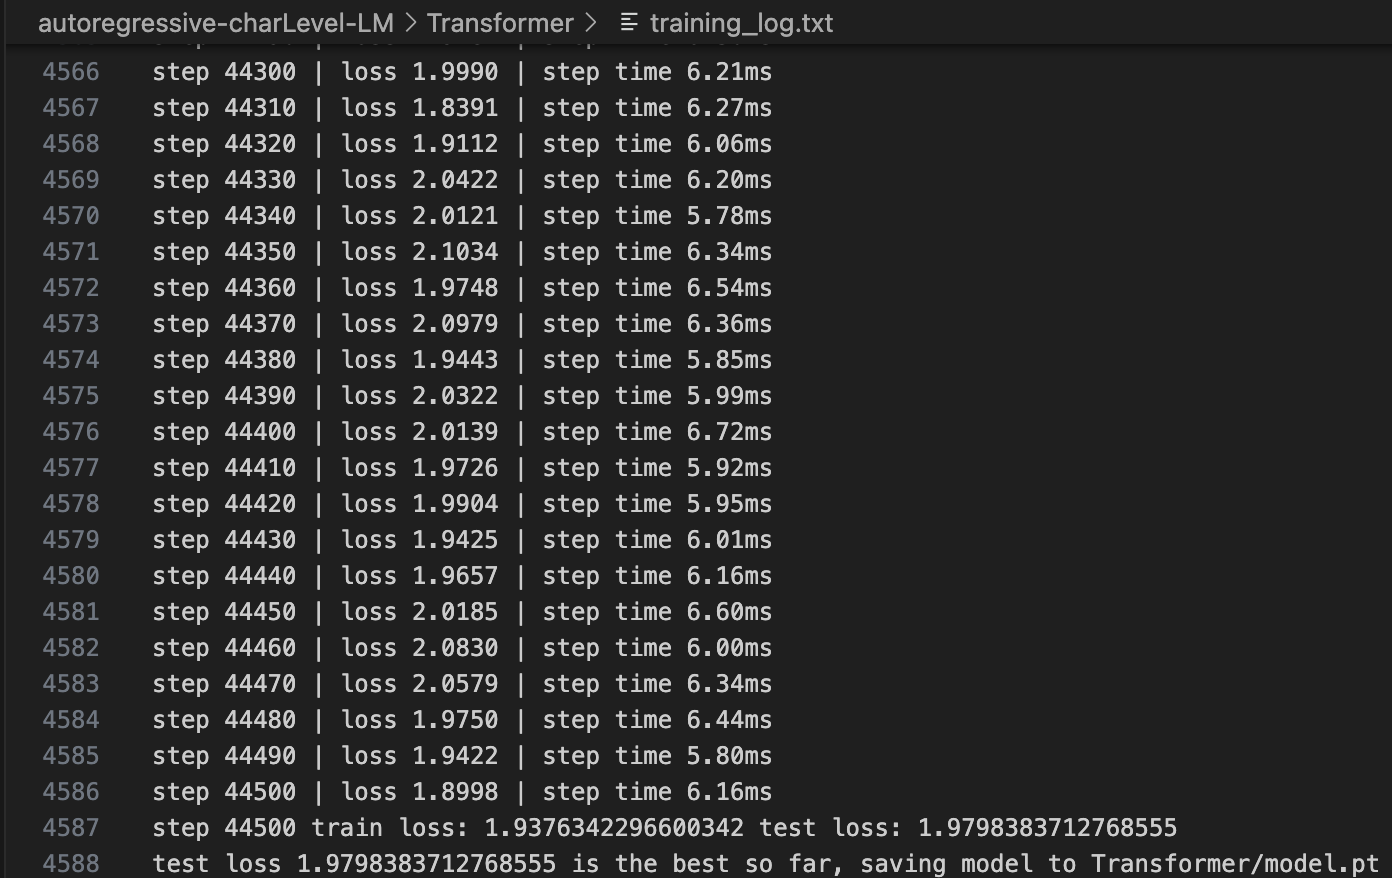 autoregressive-charLevel-LM > Transformer > training_log.txt
4566 step 44300 | loss 1.9990 | step time 6.21ms
4567 step 44310 | loss 1.8391 | step time 6.27ms
4568 step 44320 | loss 1.9112 | step time 6.06ms
4569 step 44330 | loss 2.0422 | step time 6.20ms
4570 step 44340 | loss 2.0121 | step time 5.78ms
4571 step 44350 | loss 2.1034 | step time 6.34ms
4572 step 44360 | loss 1.9748 | step time 6.54ms
4573 step 44370 | loss 2.0979 | step time 6.36ms
4574 step 44380 | loss 1.9443 | step time 5.85ms
4575 step 44390 | loss 2.0322 | step time 5.99ms
4576 step 44400 | loss 2.0139 | step time 6.72ms
4577 step 44410 | loss 1.9726 | step time 5.92ms
4578 step 44420 | loss 1.9904 | step time 5.95ms
4579 step 44430 | loss 1.9425 | step time 6.01ms
4580 step 44440 | loss 1.9657 | step time 6.16ms
4581 step 44450 | loss 2.0185 | step time 6.60ms
4582 step 44460 | loss 2.0830 | step time 6.00ms
4583 step 44470 | loss 2.0579 | step time 6.34ms
4584 step 44480 | loss 1.9750 | step time 6.44ms
4585 step 44490 | loss 1.9422 | step time 5.80ms
4586 step 44500 | loss 1.8998 | step time 6.16ms
4587 step 44500 train loss: 1.9376342296600342 test loss: 1.9798383712768555
4588 test loss 1.9798383712768555 is the best so far, saving model to Transformer/model.pt